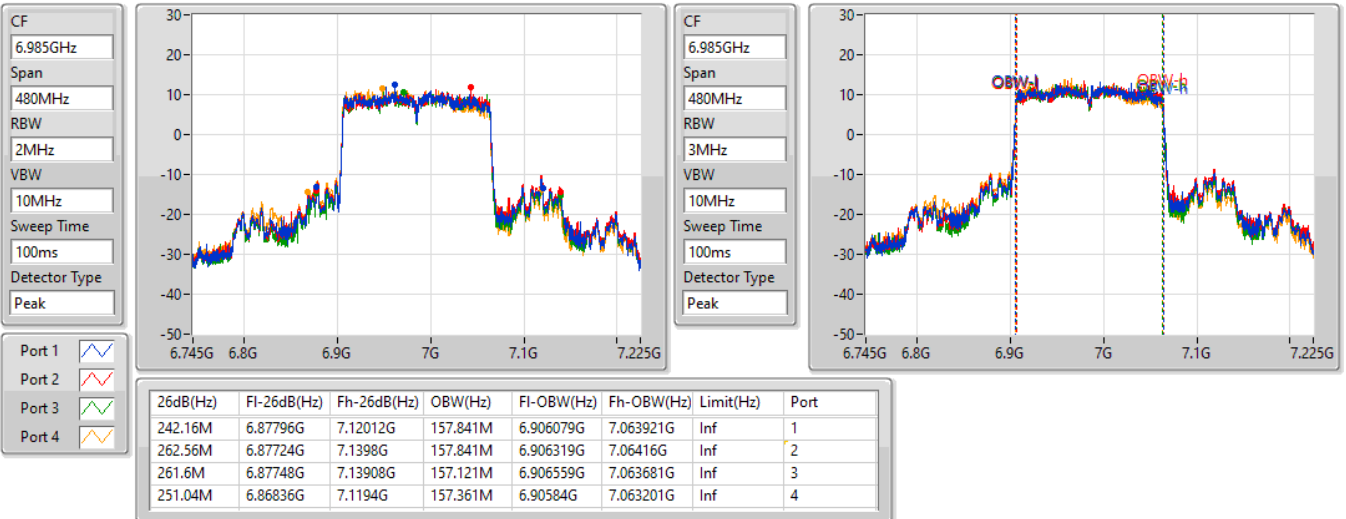 CF
6.985GHz
Span
480MHz
RBW
2MHz
VBW
10MHz
Sweep Time
100ms
Detector Type
Peak
30
20
10
0
-10
-20
-30
-40
-50
6.745G 6.8G 6.9G 7G 7.1G 7.225G
CF
6.985GHz
Span
480MHz
RBW
3MHz
VBW
10MHz
Sweep Time
100ms
Detector Type
Peak
30
20
10
0
-10
-20
-30
-40
-50
OBW-l
OBW-h
6.745G 6.8G 6.9G 7G 7.1G 7.225G
Port 1
Port 2
Port 3
Port 4
26dB(Hz) Fl-26dB(Hz) Fh-26dB(Hz) OBW(Hz) Fl-OBW(Hz) Fh-OBW(Hz) Limit(Hz) Port
242.16M 6.87796G 7.12012G 157.841M 6.906079G 7.063921G Inf 1
262.56M 6.87724G 7.1398G 157.841M 6.906319G 7.06416G Inf 2
261.6M 6.87748G 7.13908G 157.121M 6.906559G 7.063681G Inf 3
251.04M 6.86836G 7.1194G 157.361M 6.90584G 7.063201G Inf 4